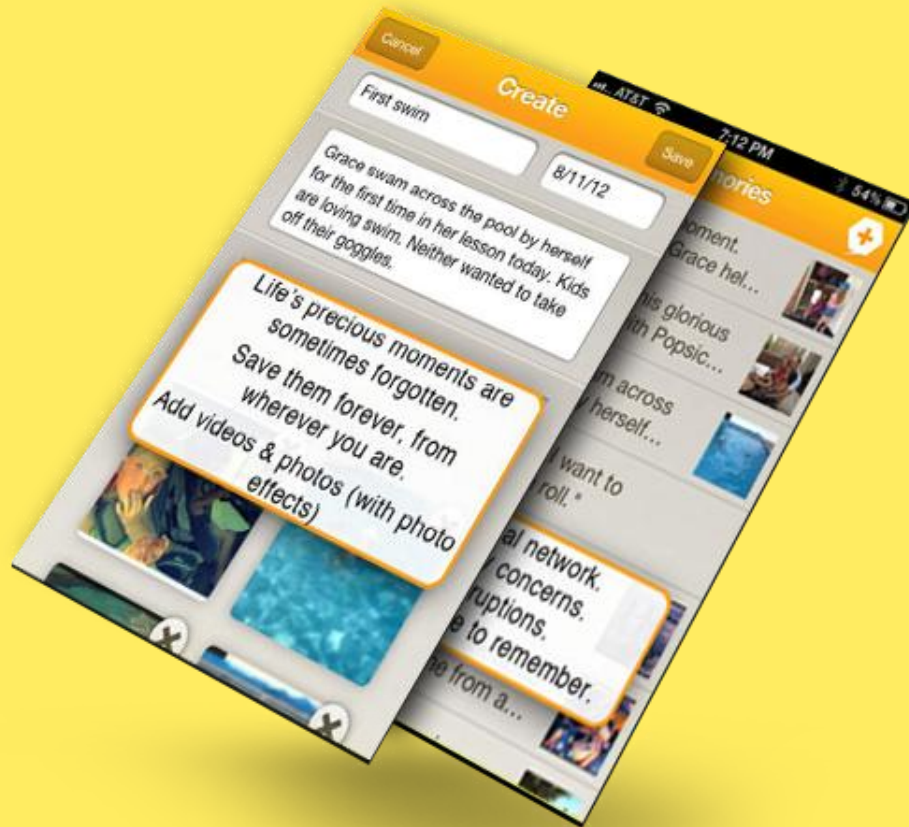 Cancel
Create
Save
First swim
8/11/12
Grace swam across the pool by herself
for the first time in her lesson today. Kids
are loving swim. Neither wanted to take
off their goggles.
Life's precious moments are
sometimes forgotten.
Save them forever, from
wherever you are.
Add videos & photos (with photo
effects)
AT&T
7:12 PM
54%
nories
oment.
Grace hel...
his glorious
ith Popsic...
am across
herself...
I want to
roll."
al network.
concerns.
ruptions.
e to remember.
me from a...